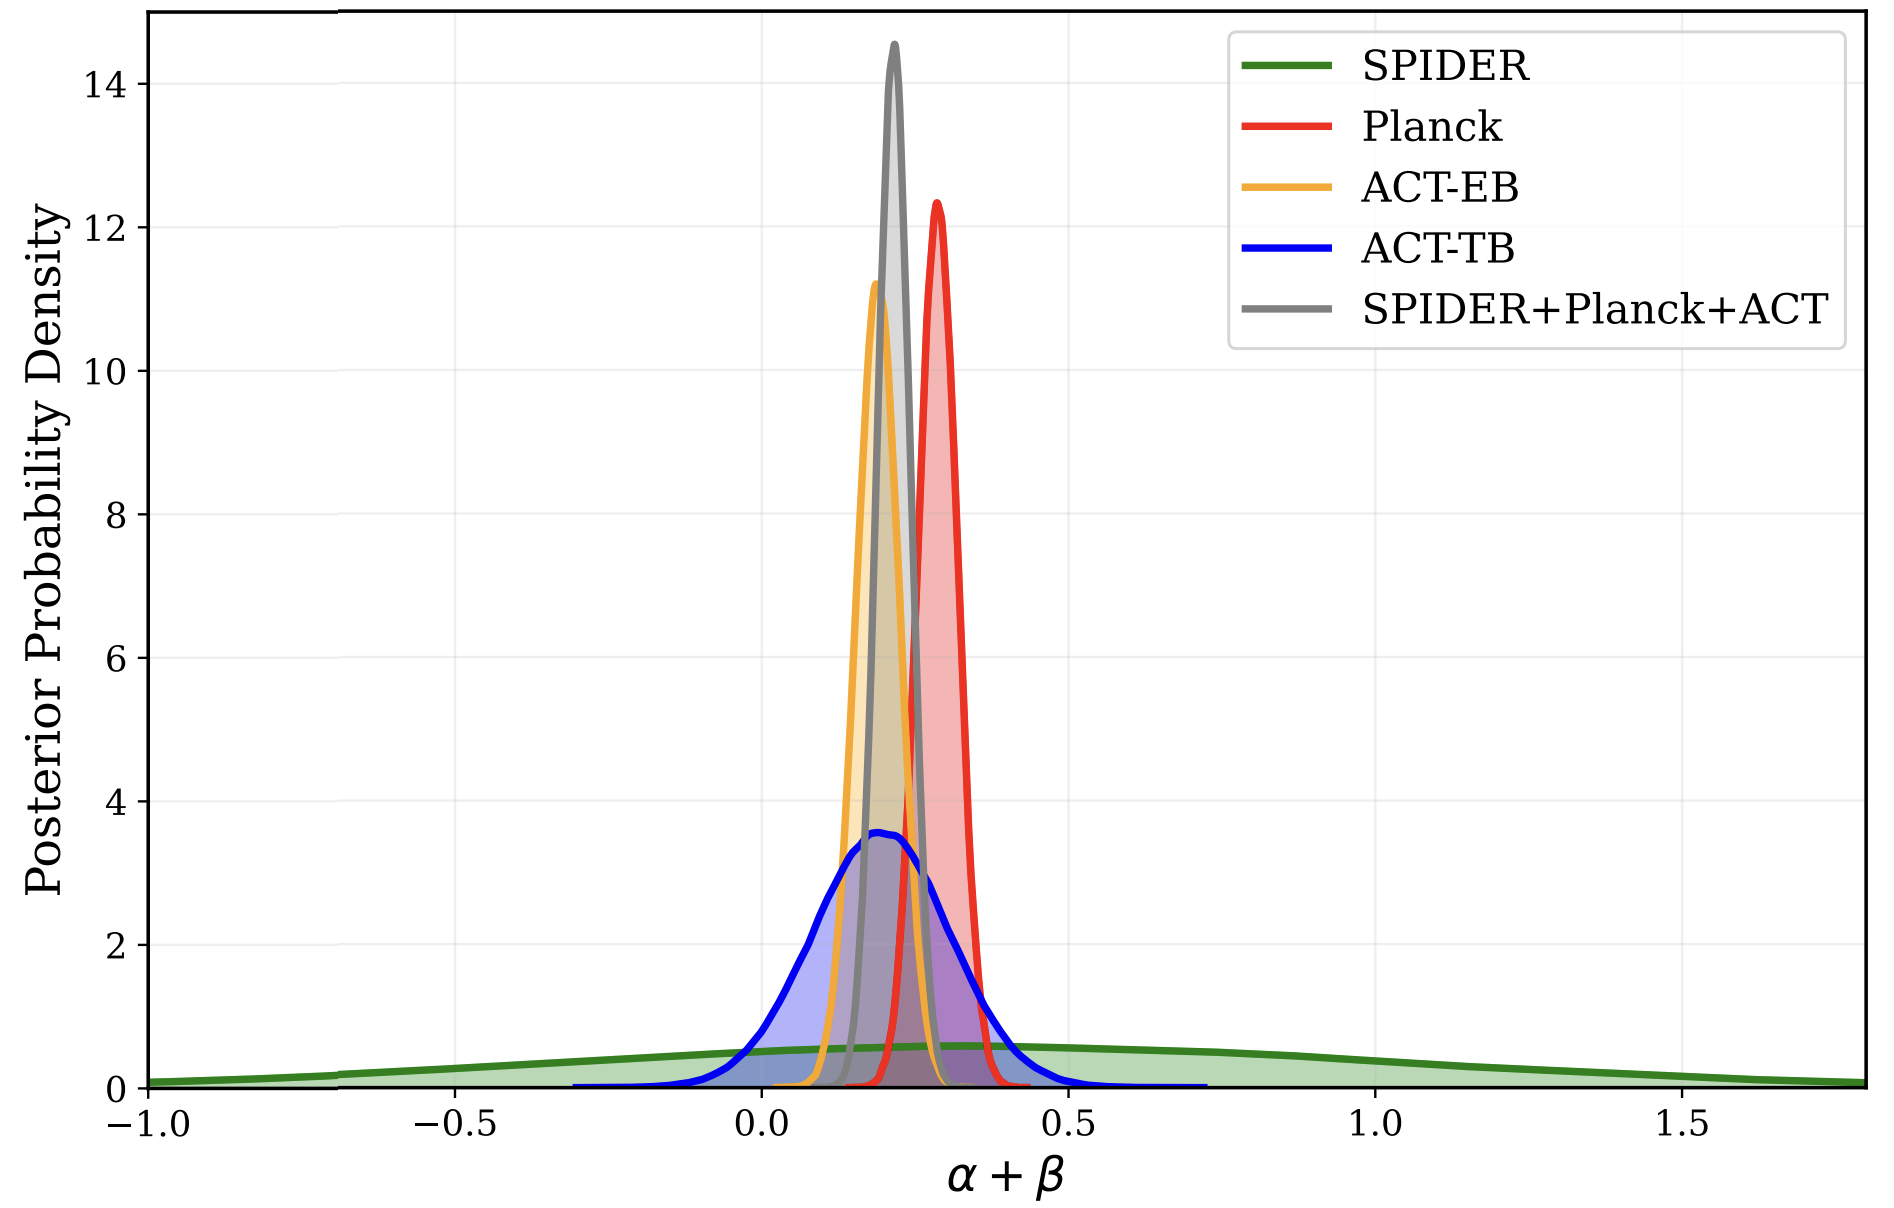 SPIDER
Planck
ACT-EB
ACT-TB
SPIDER+Planck+ACT
Posterior Probability Density
14
12
10
8
6
4
2
0
−1.0 −0.5 0.0 0.5 1.0 1.5
α + β